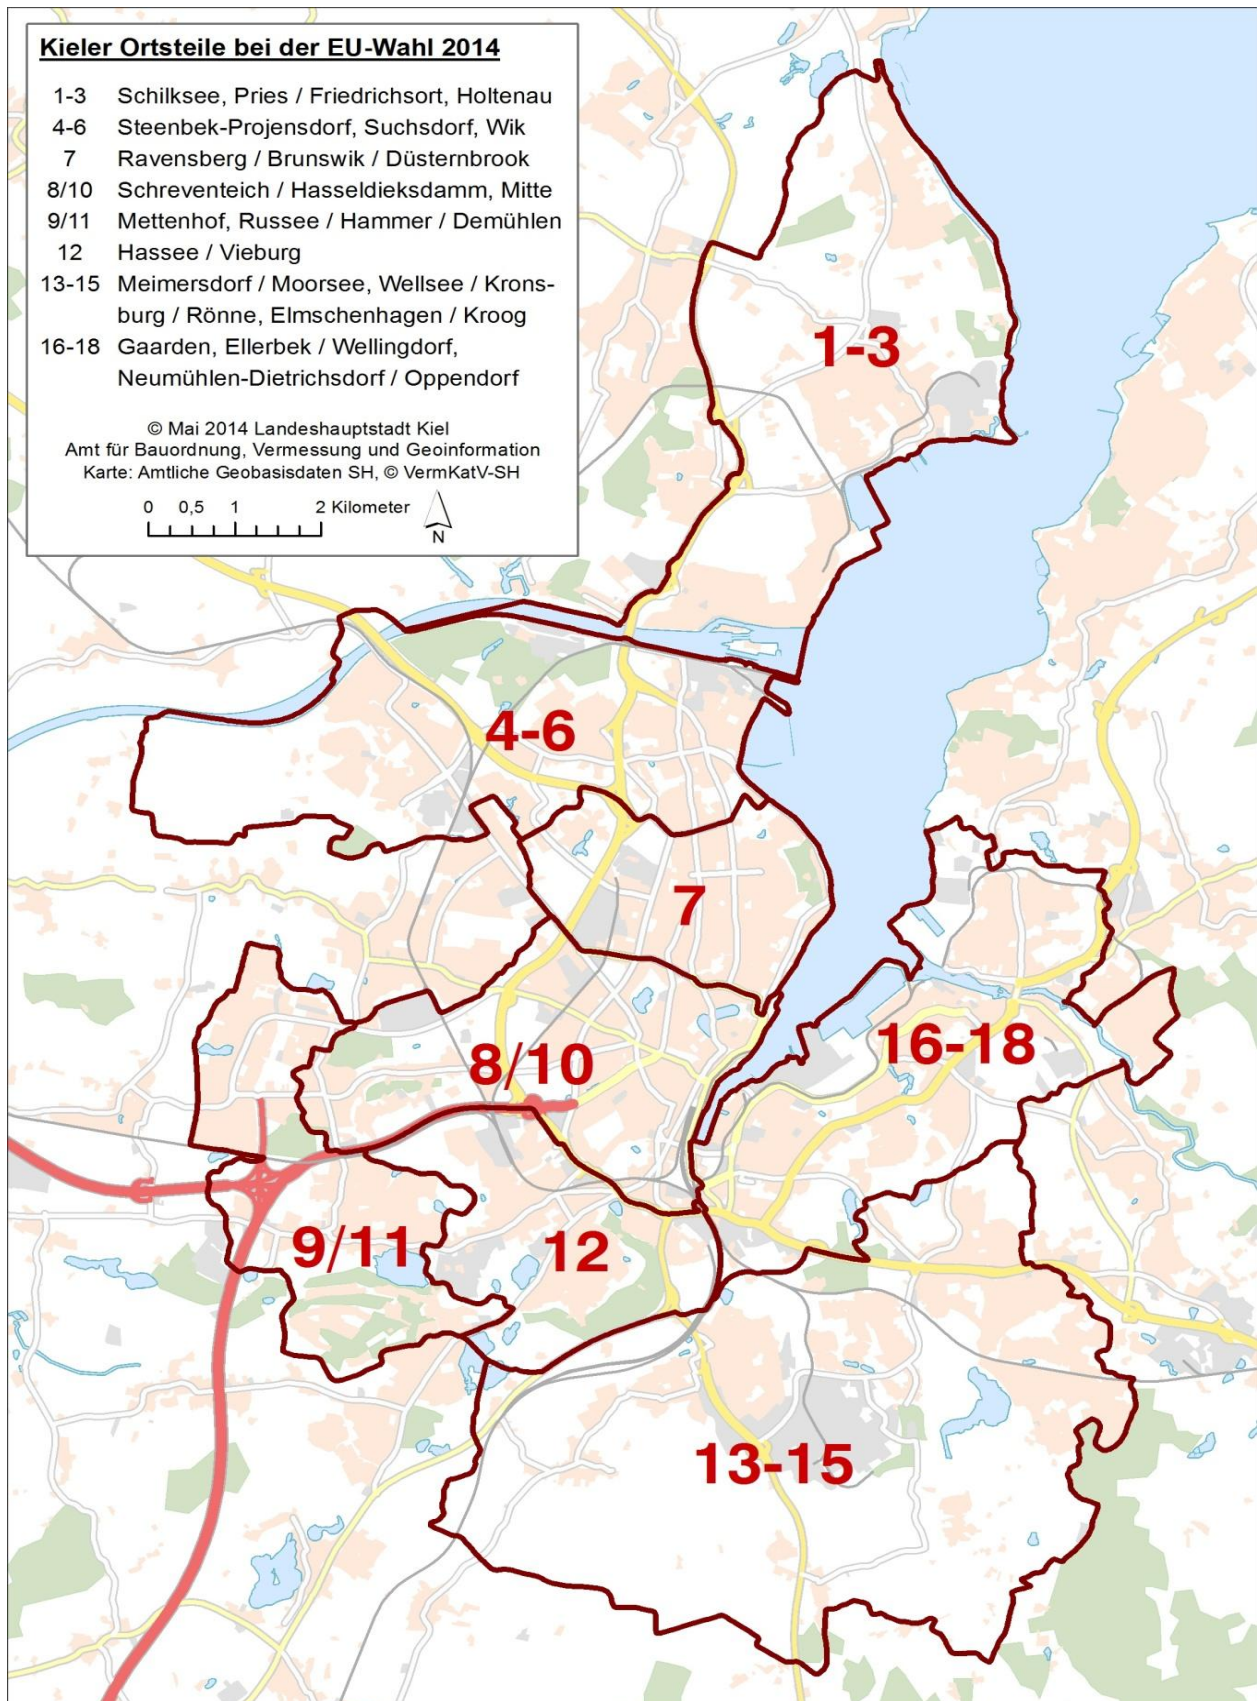 Kieler Ortsteile bei der EU-Wahl 2014
1-3 Schilksee, Pries / Friedrichsort, Holtenau
4-6 Steenbek-Projensdorf, Suchsdorf, Wik
7 Ravensberg / Brunswik / Düsternbrook
8/10 Schreventeich / Hasseldieksdamm, Mitte
9/11 Mettenhof, Russee / Hammer / Demühlen
12 Hassee / Vieburg
13-15 Meimersdorf / Moorsee, Wellsee / Krons-
burg / Rönne, Elmschenhagen / Kroog
16-18 Gaarden, Ellerbek / Wellingdorf,
Neumühlen-Dietrichsdorf / Oppendorf
© Mai 2014 Landeshauptstadt Kiel
Amt für Bauordnung, Vermessung und Geoinformation
Karte: Amtliche Geobasisdaten SH, © VermKatV-SH
0 0,5 1 2 Kilometer
N
1-3
4-6
7
16-18
8/10
9/11
12
13-15